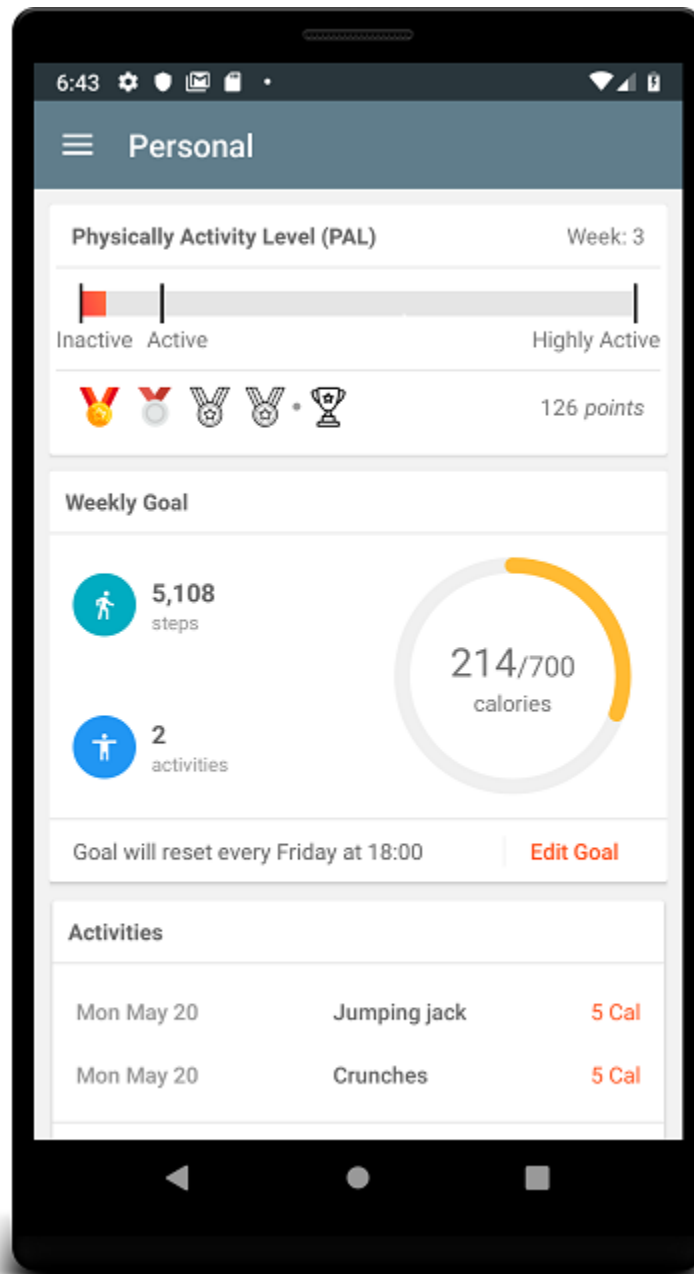 6:43
Personal
Physically Activity Level (PAL) Week: 3
Inactive Active Highly Active
126 points
Weekly Goal
5,108
steps
214/700
calories
2
activities
Goal will reset every Friday at 18:00 Edit Goal
Activities
Mon May 20 Jumping jack 5 Cal
Mon May 20 Crunches 5 Cal